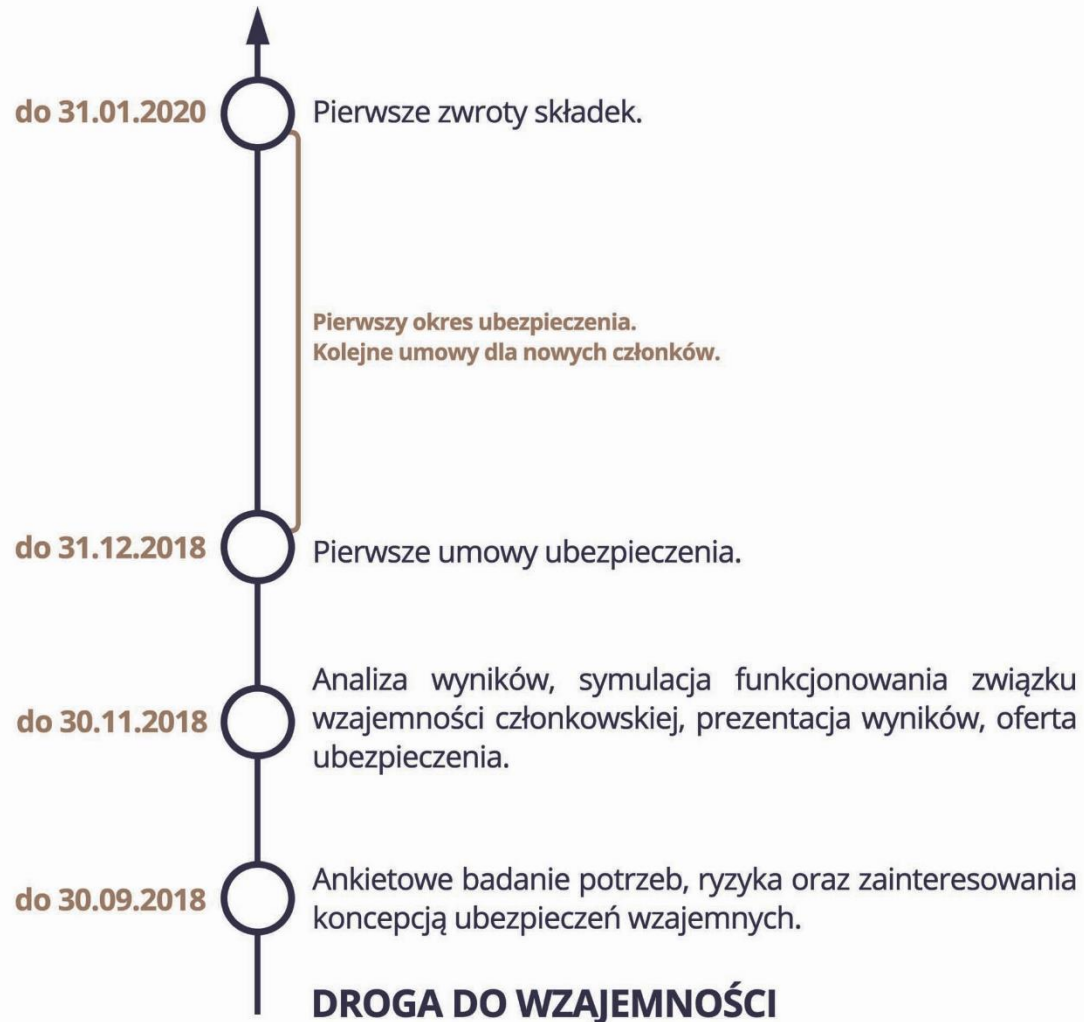 do 31.01.2020
Pierwsze zwroty składek.
Pierwszy okres ubezpieczenia.
Kolejne umowy dla nowych członków.
do 31.12.2018
Pierwsze umowy ubezpieczenia.
do 30.11.2018
Analiza wyników, symulacja funkcjonowania związku
wzajemności członkowskiej, prezentacja wyników, oferta
ubezpieczenia.
do 30.09.2018
Ankietowe badanie potrzeb, ryzyka oraz zainteresowania
koncepcją ubezpieczeń wzajemnych.
DROGA DO WZAJEMNOŚCI